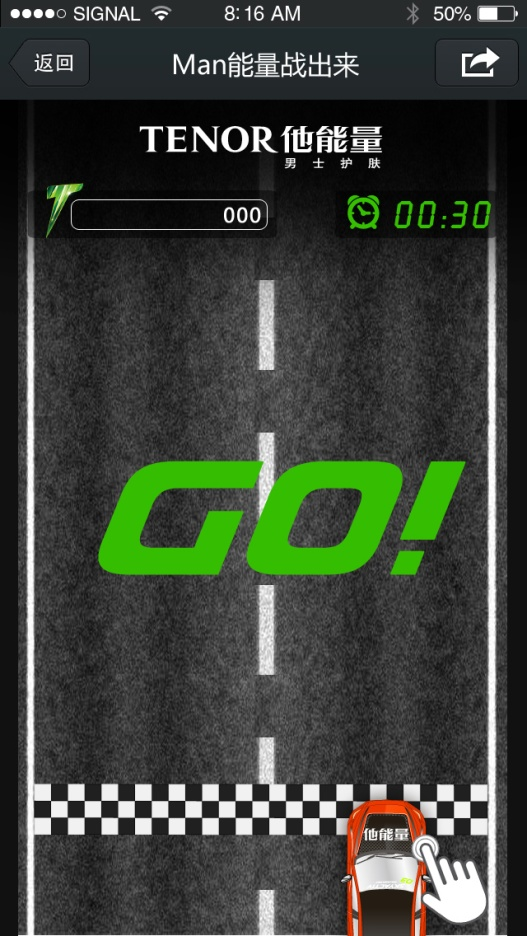 SIGNAL 8:16 AM 50%
返回 Man能量战出来
TENOR他能量
男士护肤
000 00:30
GO!
他能量